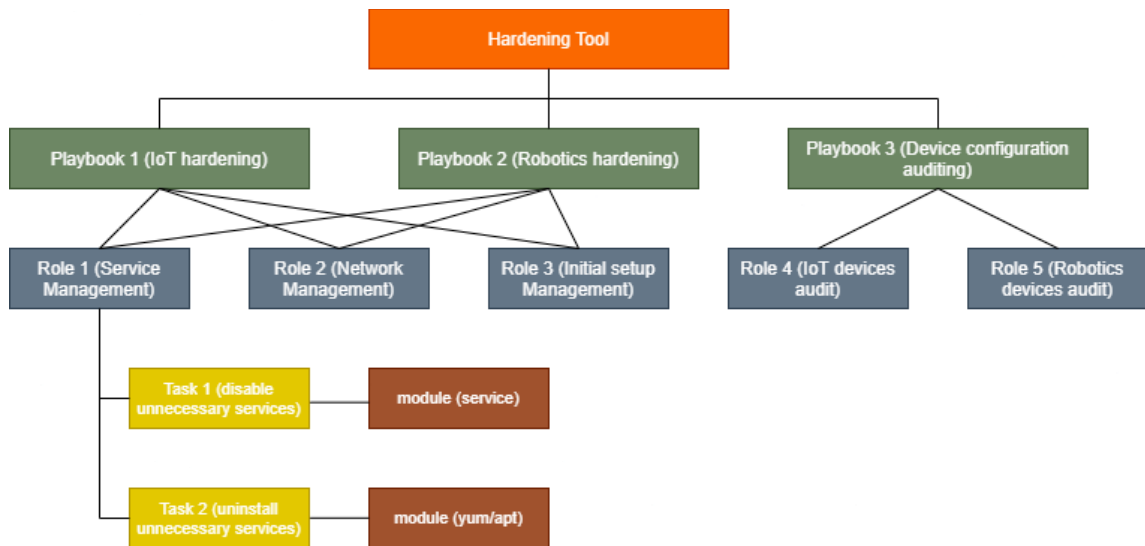 Hardening Tool
Playbook 1 (IoT hardening)
Playbook 2 (Robotics hardening)
Playbook 3 (Device configuration
auditing)
Role 1 (Service
Management)
Role 2 (Network
Management)
Role 3 (Initial setup
Management)
Role 4 (IoT devices
audit)
Role 5 (Robotics
devices audit)
Task 1 (disable
unnecessary services)
module (service)
Task 2 (uninstall
unnecessary services)
module (yum/apt)